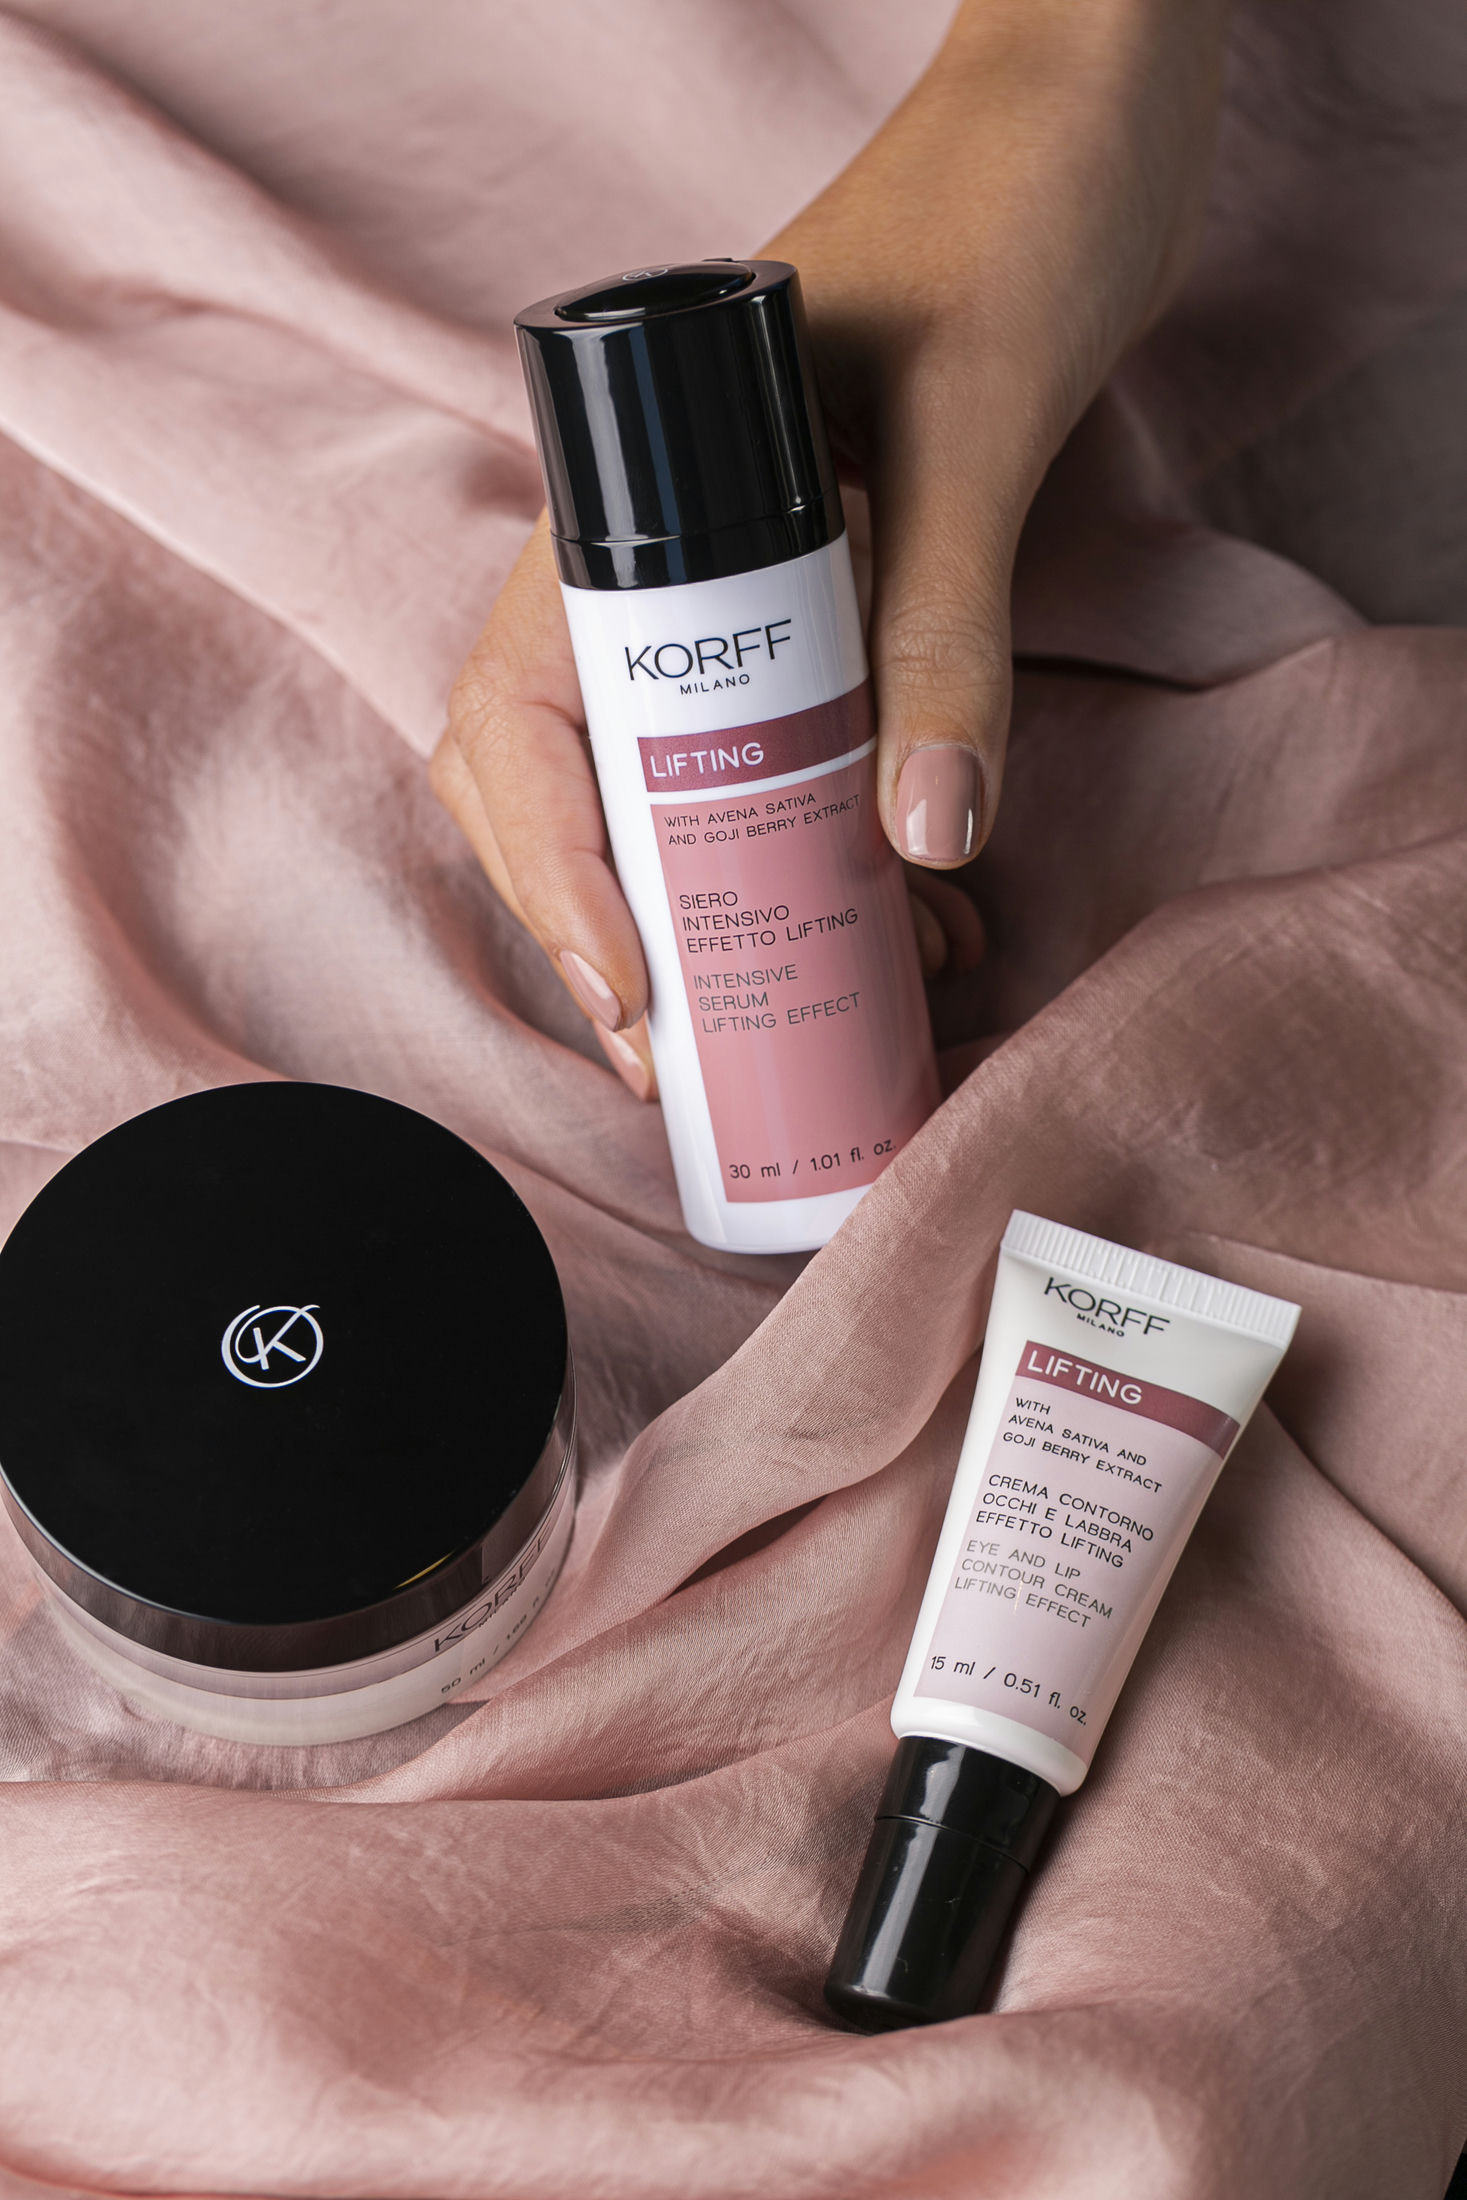 KORFF
MILANO
LIFTING
WITH AVENA SATIVA
AND GOJI BERRY EXTRACT
SIERO
INTENSIVO
EFFETTO LIFTING
INTENSIVE
SERUM
LIFTING EFFECT
30 ml / 1.01 fl. oz.
K
KORFF
50 ml /
KORFF
MILANO
LIFTING
WITH
AVENA SATIVA AND
GOJI BERRY EXTRACT
CREMA CONTORNO
OCCHI E LABBRA
EFFETTO LIFTING
EYE AND LIP
CONTOUR CREAM
LIFTING EFFECT
15 ml / 0.51 fl. oz.